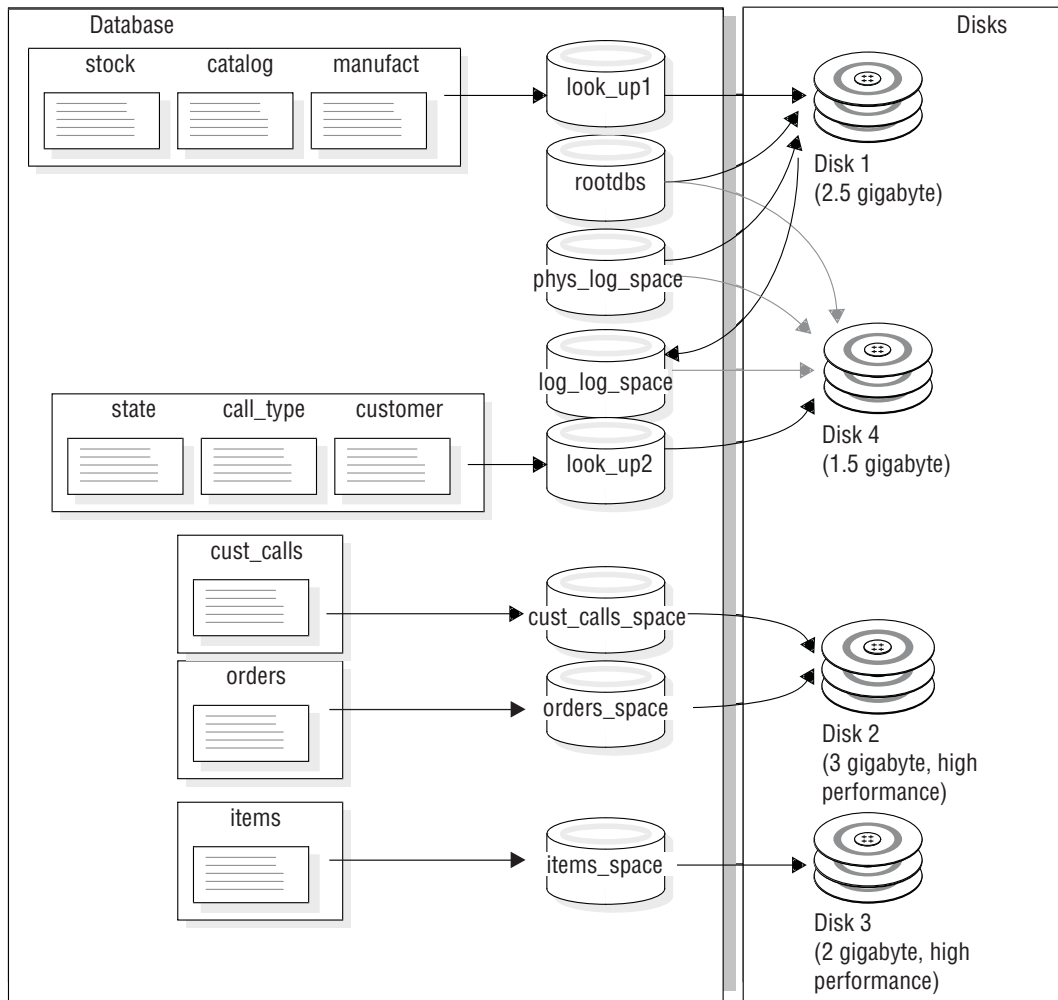 Database
Disks
stock
catalog
manufact
look_up1
Disk 1
(2.5 gigabyte)
rootdbs
phys_log_space
log_log_space
state
call_type
customer
look_up2
Disk 4
(1.5 gigabyte)
cust_calls
cust_calls_space
orders
orders_space
Disk 2
(3 gigabyte, high
performance)
items
items_space
Disk 3
(2 gigabyte, high
performance)